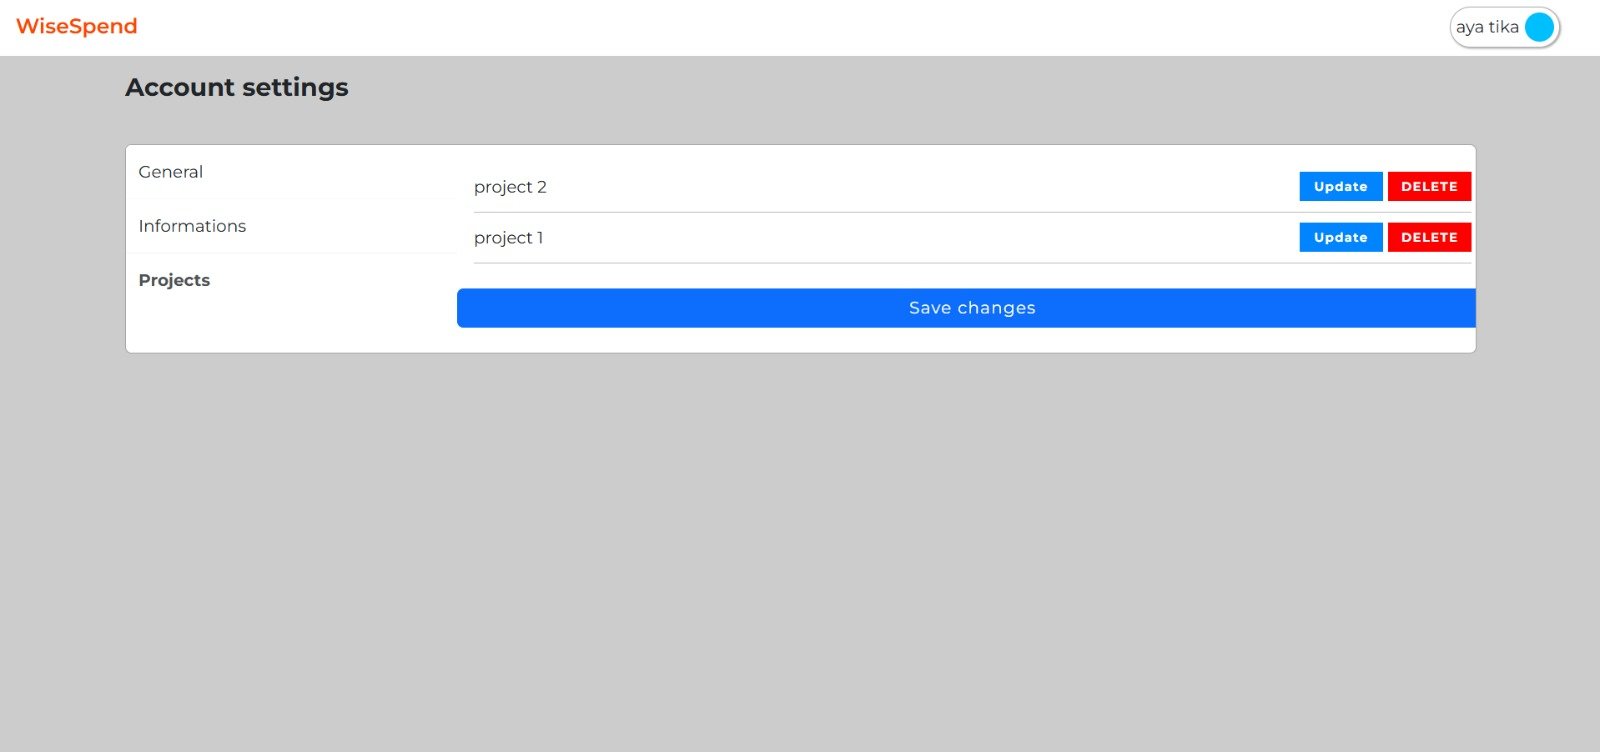 WiseSpend
aya tika
Account settings
General
Informations
Projects
project 2
Update
DELETE
project 1
Update
DELETE
Save changes